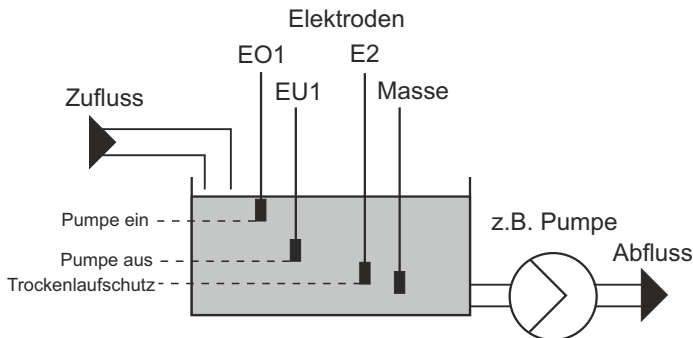 Elektroden
EO1
E2
EU1
Masse
Zufluss
Pumpe ein
z.B. Pumpe
Pumpe aus
Abfluss
Trockenlaufschutz